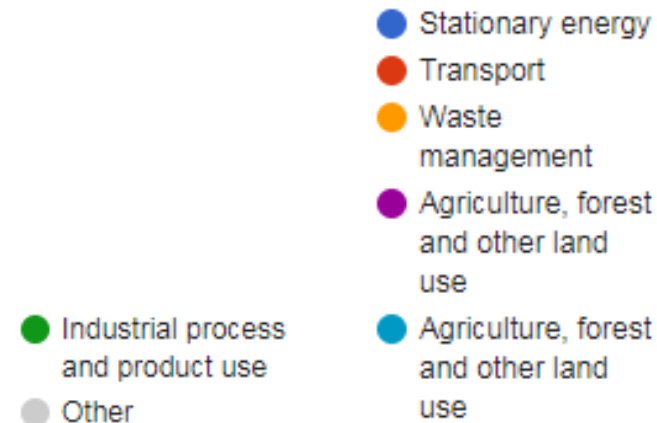 Stationary energy
Transport
Waste
management
Agriculture, forest
and other land
use
Industrial process
and product use
Other
Agriculture, forest
and other land
use